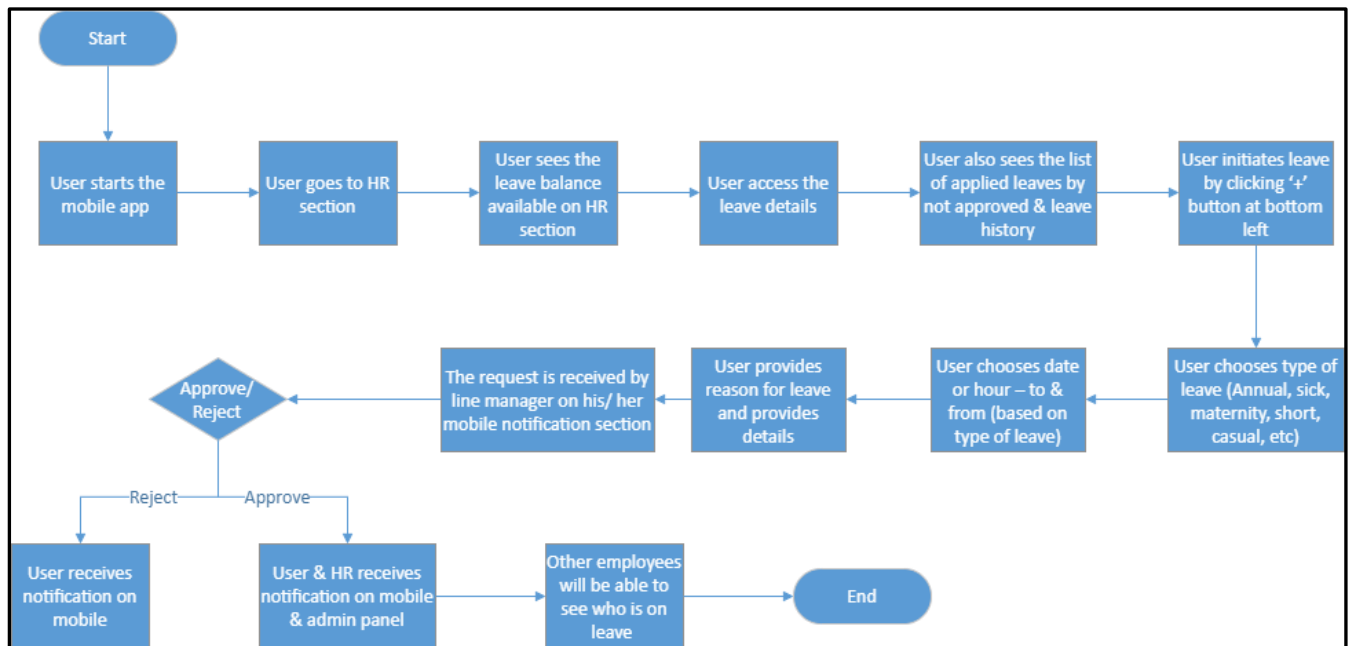 Start
User starts the
mobile app
User goes to HR
section
User sees the
leave balance
available on HR
section
User access the
leave details
User also sees the list
of applied leaves by
not approved & leave
history
User initiates leave
by clicking ‘+’
button at bottom
left
User chooses type of
leave (Annual, sick,
maternity, short,
casual, etc)
User chooses date
or hour – to &
from (based on
type of leave)
User provides
reason for leave
and provides
details
The request is received by
line manager on his/ her
mobile notification section
Approve/
Reject
Reject
Approve
User receives
notification on
mobile
User & HR receives
notification on mobile
& admin panel
Other employees
will be able to
see who is on
leave
End